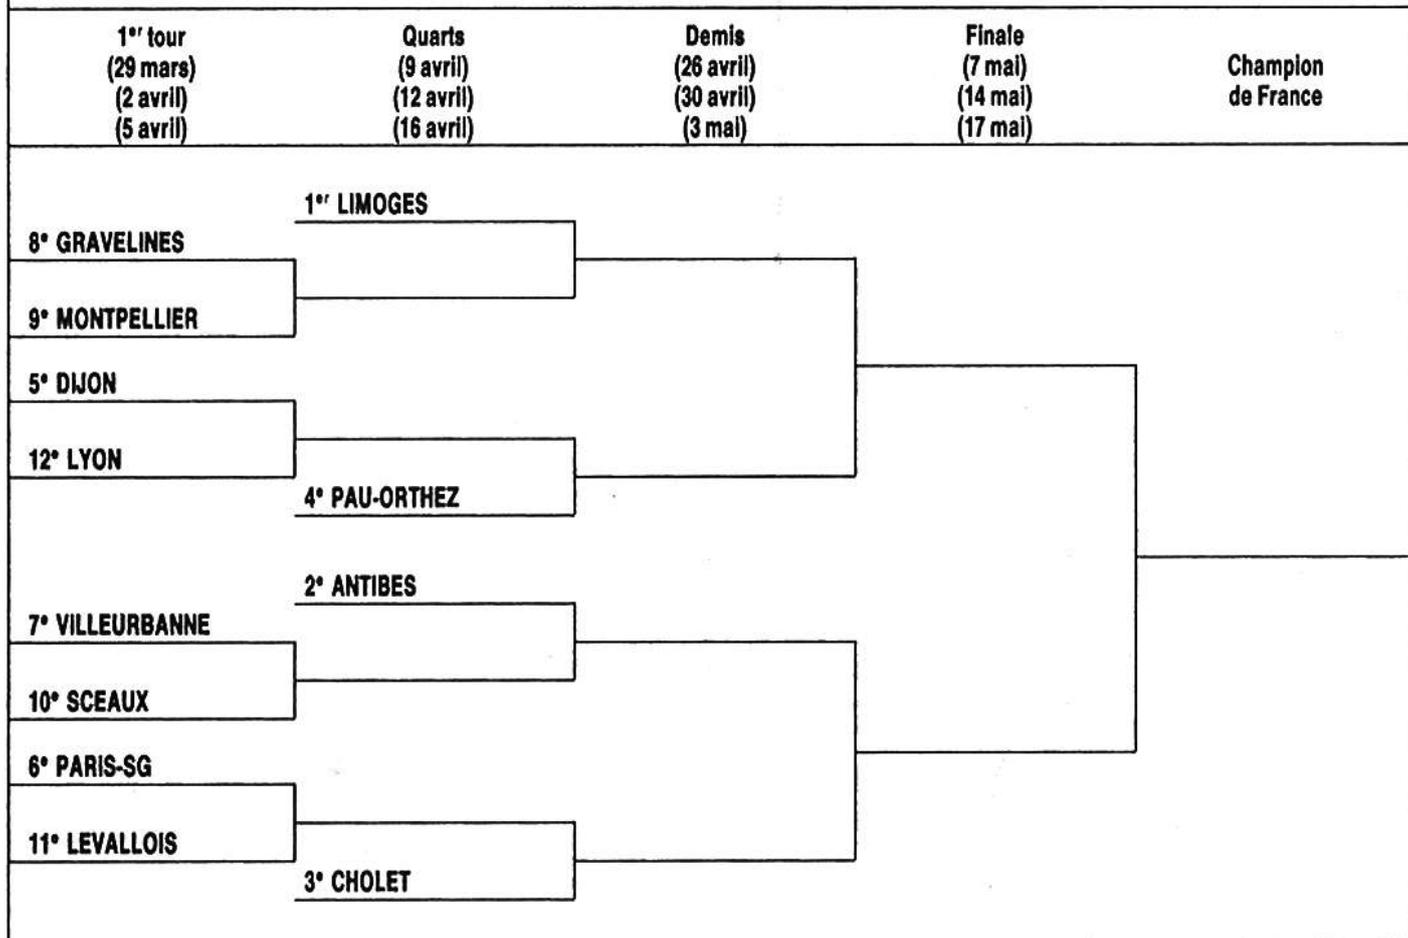 1er tour
(29 mars)
(2 avril)
(5 avril)
Quarts
(9 avril)
(12 avril)
(16 avril)
Demis
(26 avril)
(30 avril)
(3 mai)
Finale
(7 mai)
(14 mai)
(17 mai)
Champion
de France
1er LIMOGES
8e GRAVELINES
9e MONTPELLIER
5e DIJON
12e LYON
4e PAU-ORTHEZ
2e ANTIBES
7e VILLEURBANNE
10e SCEAUX
6e PARIS-SG
11e LEVALLOIS
3e CHOLET